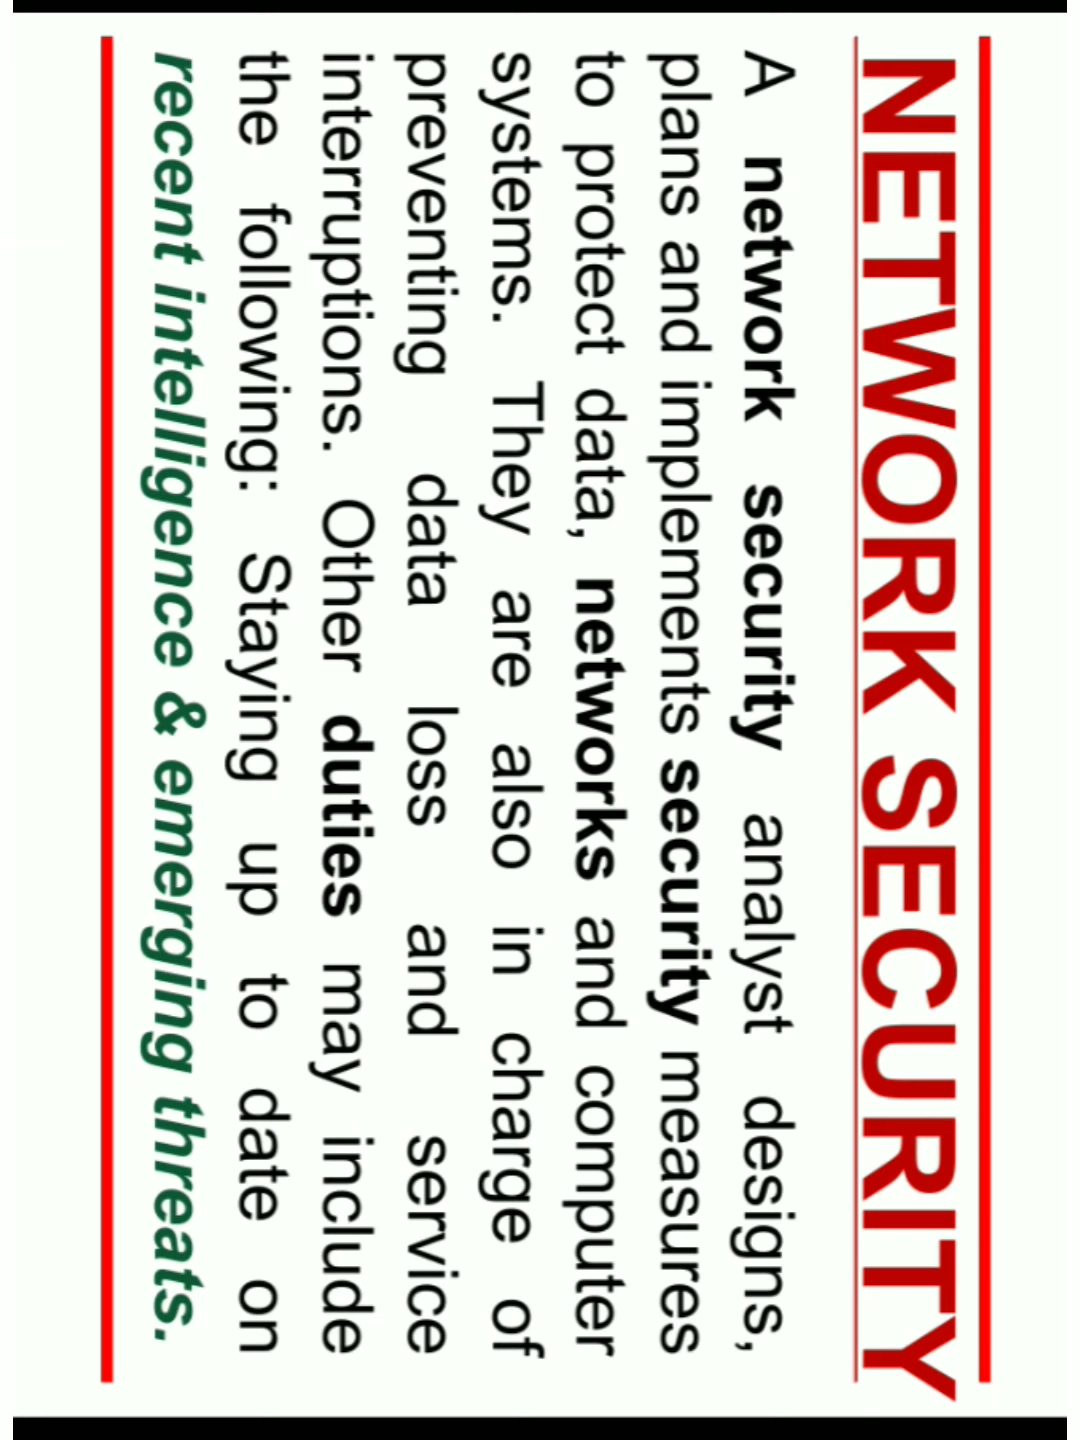 NETWORK SECURITY
A network security analyst designs,
plans and implements security measures
to protect data, networks and computer
systems. They are also in charge of
preventing data loss and service
interruptions. Other duties may include
the following: Staying up to date on
recent intelligence & emerging threats.